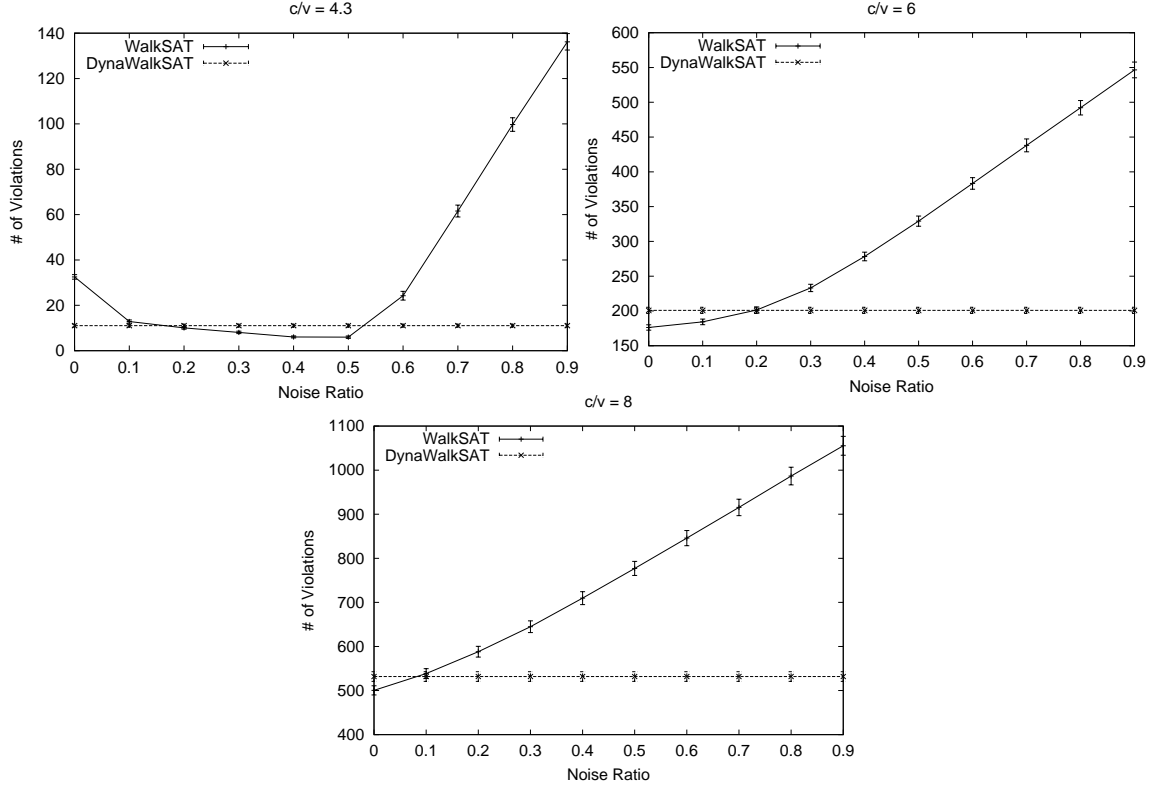 c/v = 4.3
WalkSAT
DynaWalkSAT
# of Violations
140
120
100
80
60
40
20
0
0 0.1 0.2 0.3 0.4 0.5 0.6 0.7 0.8 0.9
Noise Ratio
c/v = 6
WalkSAT
DynaWalkSAT
# of Violations
600
550
500
450
400
350
300
250
200
150
0 0.1 0.2 0.3 0.4 0.5 0.6 0.7 0.8 0.9
Noise Ratio
c/v = 8
WalkSAT
DynaWalkSAT
# of Violations
1100
1000
900
800
700
600
500
400
0 0.1 0.2 0.3 0.4 0.5 0.6 0.7 0.8 0.9
Noise Ratio